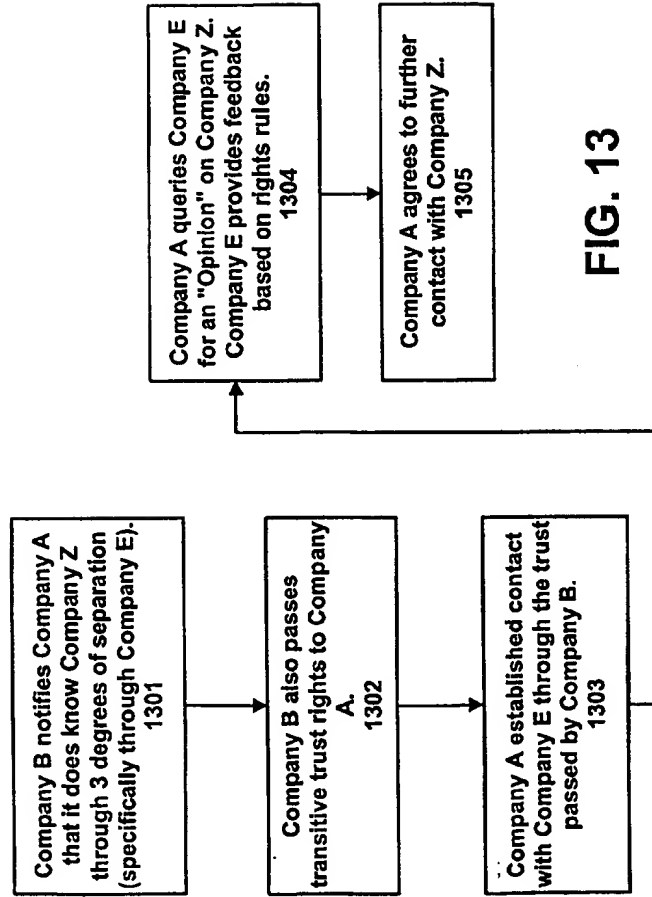 Company B notifies Company A
that it does know Company Z
through 3 degrees of separation
(specifically through Company E).
1301
Company B also passes
transitive trust rights to Company
A.
1302
Company A established contact
with Company E through the trust
passed by Company B.
1303
Company A queries Company E
for an "Opinion" on Company Z.
Company E provides feedback
based on rights rules.
1304
Company A agrees to further
contact with Company Z.
1305
FIG. 13